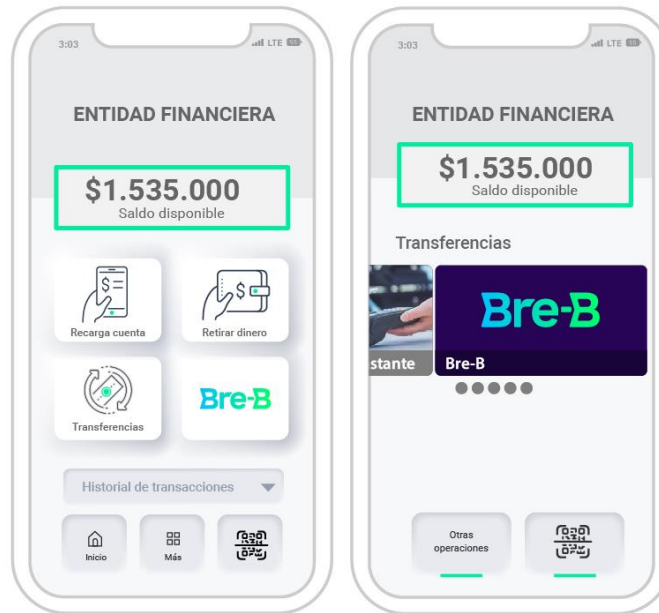 3:03
LTE
ENTIDAD FINANCIERA
$1.535.000
Saldo disponible
Recarga cuenta
Retirar dinero
Transferencias
Bre-B
Historial de transacciones
Inicio
Más
3:03
LTE
ENTIDAD FINANCIERA
$1.535.000
Saldo disponible
Transferencias
Bre-B
stante
Bre-B
Otras
operaciones